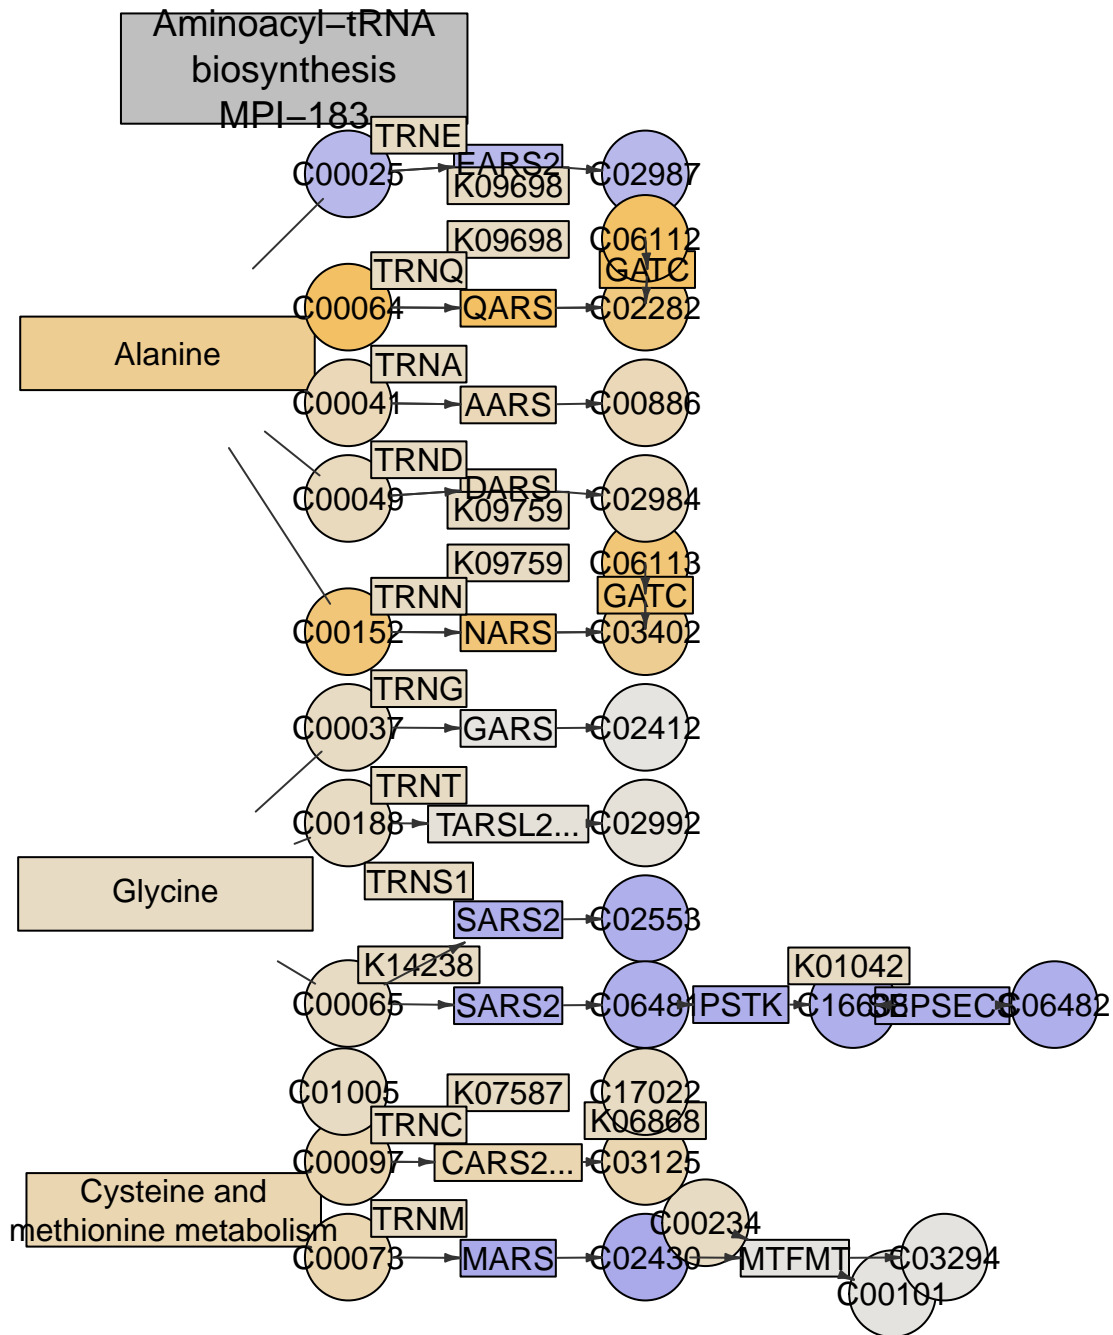 Aminoacyl−tRNA
biosynthesis
MPI−183
TRNE
C00025
EARS2
C02987
K09698
K09698
C06112
TRNQ
GATC
C00064
QARS
C02282
Alanine
TRNA
C00041
AARS
C00886
TRND
C00049
DARS
C02984
K09759
K09759
C06113
TRNN
GATC
C00152
NARS
C03402
TRNG
C00037
GARS
C02412
TRNT
C00188
TARSL2...
C02992
TRNS1
Glycine
SARS2
C02553
K14238
K01042
C00065
SARS2
C06481
PSTK
SEPSECS
C06482
C01005
K07587
C17022
TRNC
K06868
C00097
CARS2...
C03125
Cysteine and
methionine metabolism
TRNM
C00234
C00073
MARS
C02430
MTFMT
C03294
C00101